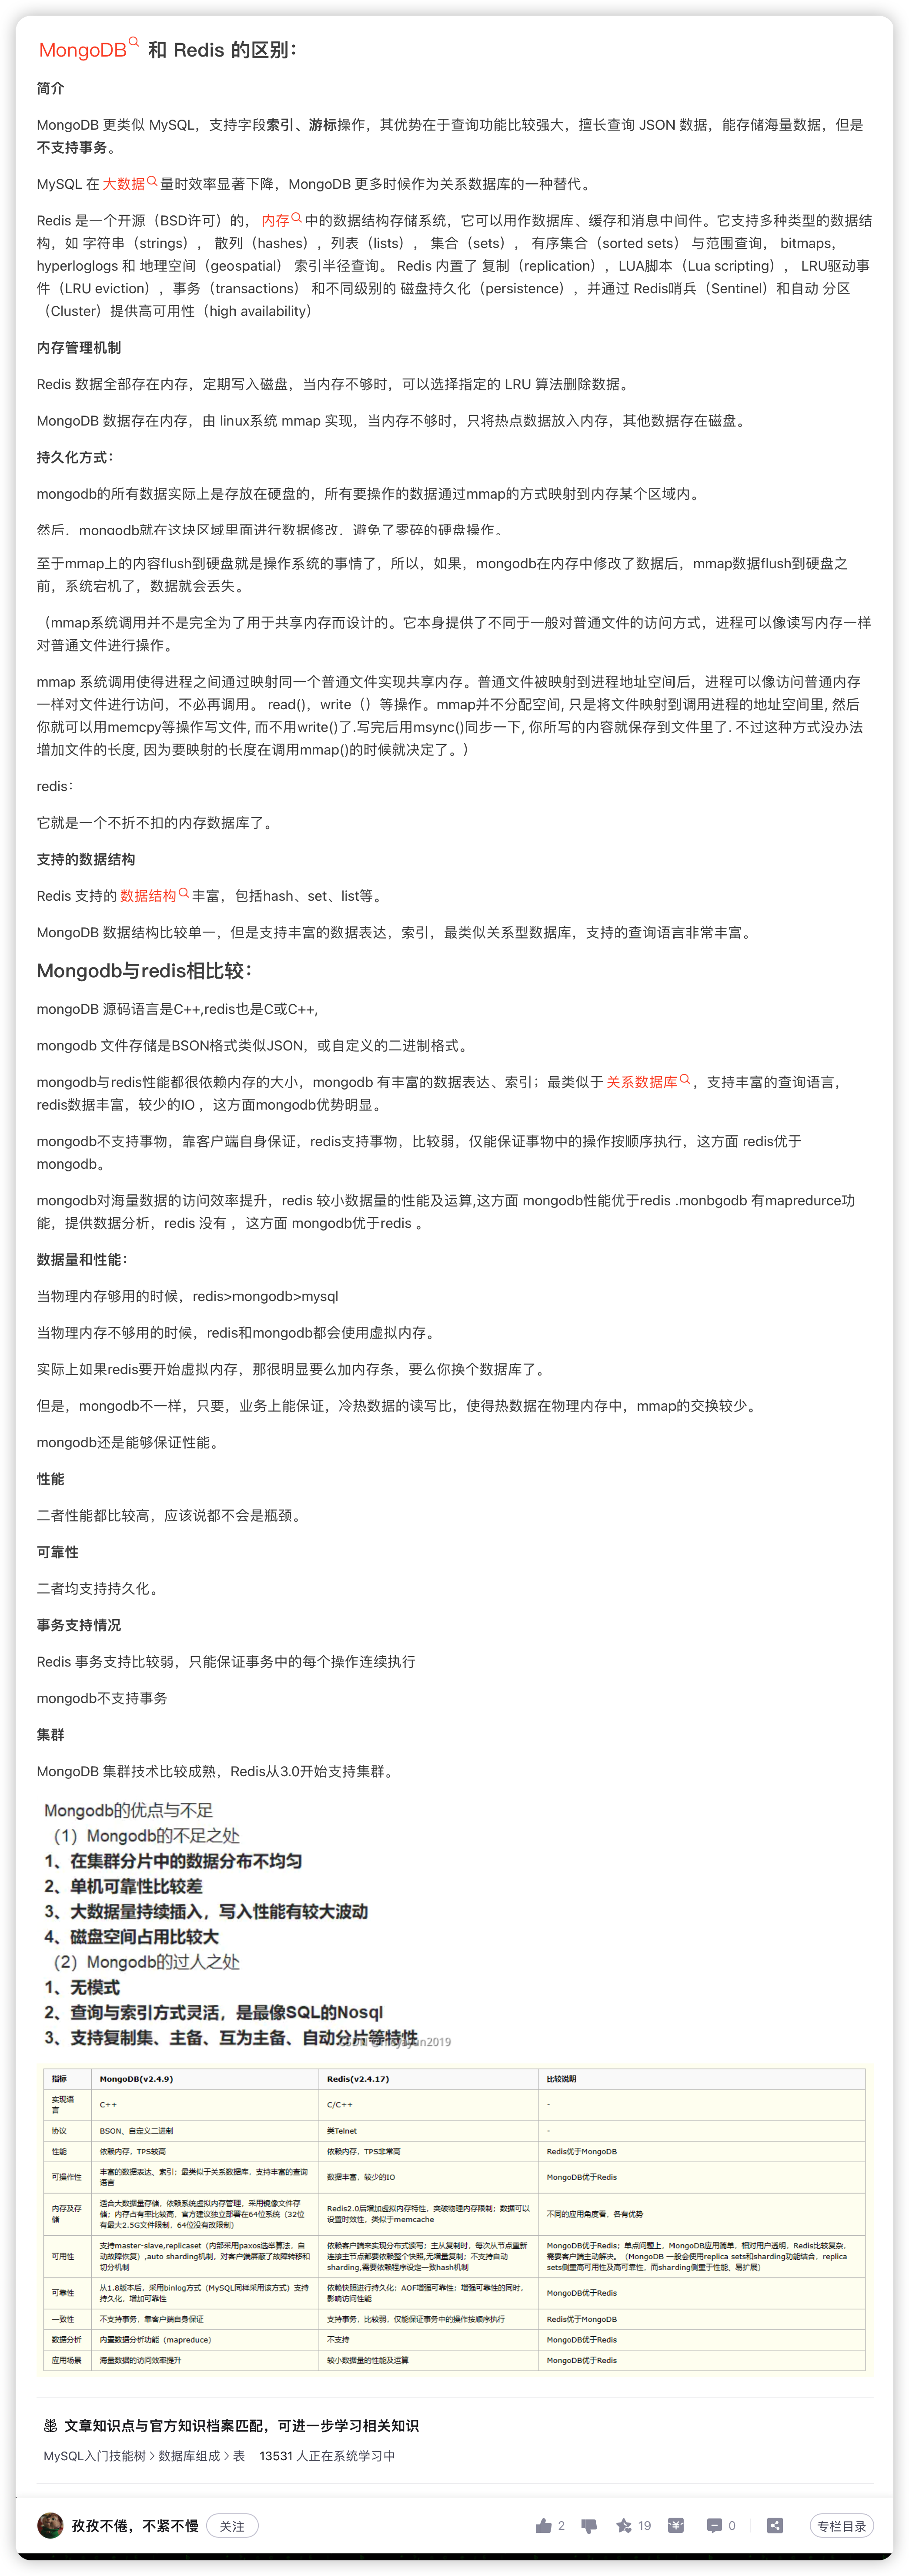 MongoDB 和 Redis 的区别：
简介
MongoDB 更类似 MySQL，支持字段索引、游标操作，其优势在于查询功能比较强大，擅长查询 JSON 数据，能存储海量数据，但是
不支持事务。
MySQL 在 大数据 量时效率显著下降，MongoDB 更多时候作为关系数据库的一种替代。
Redis 是一个开源（BSD许可）的， 内存 中的数据结构存储系统，它可以用作数据库、缓存和消息中间件。它支持多种类型的数据结
构，如 字符串（strings）， 散列（hashes），列表（lists）， 集合（sets）， 有序集合（sorted sets） 与范围查询， bitmaps，
hyperloglogs 和 地理空间（geospatial） 索引半径查询。 Redis 内置了 复制（replication），LUA脚本（Lua scripting）， LRU驱动事
件（LRU eviction），事务（transactions） 和不同级别的 磁盘持久化（persistence），并通过 Redis哨兵（Sentinel）和自动 分区
（Cluster）提供高可用性（high availability）
内存管理机制
Redis 数据全部存在内存，定期写入磁盘，当内存不够时，可以选择指定的 LRU 算法删除数据。
MongoDB 数据存在内存，由 linux系统 mmap 实现，当内存不够时，只将热点数据放入内存，其他数据存在磁盘。
持久化方式：
mongodb的所有数据实际上是存放在硬盘的，所有要操作的数据通过mmap的方式映射到内存某个区域内。
然后，mongodb就在这块区域里面进行数据修改，避免了零碎的硬盘操作。
至于mmap上的内容flush到硬盘就是操作系统的事情了，所以，如果，mongodb在内存中修改了数据后，mmap数据flush到硬盘之
前，系统宕机了，数据就会丢失。
（mmap系统调用并不是完全为了用于共享内存而设计的。它本身提供了不同于一般对普通文件的访问方式，进程可以像读写内存一样
对普通文件进行操作。
mmap 系统调用使得进程之间通过映射同一个普通文件实现共享内存。普通文件被映射到进程地址空间后，进程可以像访问普通内存
一样对文件进行访问，不必再调用。 read()，write（）等操作。mmap并不分配空间, 只是将文件映射到调用进程的地址空间里, 然后
你就可以用memcpy等操作写文件, 而不用write()了.写完后用msync()同步一下, 你所写的内容就保存到文件里了. 不过这种方式没办法
增加文件的长度, 因为要映射的长度在调用mmap()的时候就决定了。）
redis：
它就是一个不折不扣的内存数据库了。
支持的数据结构
Redis 支持的 数据结构 丰富，包括hash、set、list等。
MongoDB 数据结构比较单一，但是支持丰富的数据表达，索引，最类似关系型数据库，支持的查询语言非常丰富。
Mongodb与redis相比较：
mongoDB 源码语言是C++,redis也是C或C++,
mongodb 文件存储是BSON格式类似JSON，或自定义的二进制格式。
mongodb与redis性能都很依赖内存的大小，mongodb 有丰富的数据表达、索引；最类似于 关系数据库 ，支持丰富的查询语言，
redis数据丰富，较少的IO ，这方面mongodb优势明显。
mongodb不支持事物，靠客户端自身保证，redis支持事物，比较弱，仅能保证事物中的操作按顺序执行，这方面 redis优于
mongodb。
mongodb对海量数据的访问效率提升，redis 较小数据量的性能及运算,这方面 mongodb性能优于redis .monbgodb 有mapredurce功
能，提供数据分析，redis 没有 ，这方面 mongodb优于redis 。
数据量和性能：
当物理内存够用的时候，redis>mongodb>mysql
当物理内存不够用的时候，redis和mongodb都会使用虚拟内存。
实际上如果redis要开始虚拟内存，那很明显要么加内存条，要么你换个数据库了。
但是，mongodb不一样，只要，业务上能保证，冷热数据的读写比，使得热数据在物理内存中，mmap的交换较少。
mongodb还是能够保证性能。
性能
二者性能都比较高，应该说都不会是瓶颈。
可靠性
二者均支持持久化。
事务支持情况
Redis 事务支持比较弱，只能保证事务中的每个操作连续执行
mongodb不支持事务
集群
MongoDB 集群技术比较成熟，Redis从3.0开始支持集群。
Mongodb的优点与不足
（1）Mongodb的不足之处
1、在集群分片中的数据分布不均匀
2、单机可靠性比较差
3、大数据量持续插入，写入性能有较大波动
4、磁盘空间占用比较大
（2）Mongodb的过人之处
1、无模式
2、查询与索引方式灵活，是最像SQL的Nosql
3、支持复制集、主备、互为主备、自动分片等特性
指标 MongoDB(v2.4.9) Redis(v2.4.17) 比较说明
实现语言 C++ C/C++ -
协议 BSON、自定义二进制 类Telnet -
性能 依赖内存，TPS较高 依赖内存，TPS非常高 Redis优于MongoDB
可操作性 丰富的数据表达、索引；最类似于关系数据库，支持丰富的查询语言 数据丰富，较少的IO MongoDB优于Redis
内存及存储 适合大数据量存储，依赖系统虚拟内存管理，采用镜像文件存储；内存占有率比较高，官方建议独立部署在64位系统（32位有最大2.5G文件限制，64位没有改限制） Redis2.0后增加虚拟内存特性，突破物理内存限制；数据可以设置时效性，类似于memcache 不同的应用角度看，各有优势
可用性 支持master-slave,replicaset（内部采用paxos选举算法，自动故障恢复）,auto sharding机制，对客户端屏蔽了故障转移和切分机制 依赖客户端来实现分布式读写；主从复制时，每次从节点重新连接主节点都要依赖整个快照,无增量复制；不支持自动sharding,需要依赖程序设定一致hash机制 MongoDB优于Redis；单点问题上，MongoDB应用简单，相对用户透明，Redis比较复杂，需要客户端主动解决。（MongoDB 一般会使用replica sets和sharding功能结合，replica sets侧重高可用性及高可靠性，而sharding侧重于性能、易扩展）
可靠性 从1.8版本后，采用binlog方式（MySQL同样采用该方式）支持持久化，增加可靠性 依赖快照进行持久化；AOF增强可靠性；增强可靠性的同时，影响访问性能 MongoDB优于Redis
一致性 不支持事务，靠客户端自身保证 支持事务，比较弱，仅能保证事务中的操作按顺序执行 Redis优于MongoDB
数据分析 内置数据分析功能（mapreduce） 不支持 MongoDB优于Redis
应用场景 海量数据的访问效率提升 较小数据量的性能及运算 MongoDB优于Redis
文章知识点与官方知识档案匹配，可进一步学习相关知识
MySQL入门技能树 > 数据库组成 > 表 13531 人正在系统学习中
孜孜不倦，不紧不慢 关注 2 19 ¥ 0 专栏目录